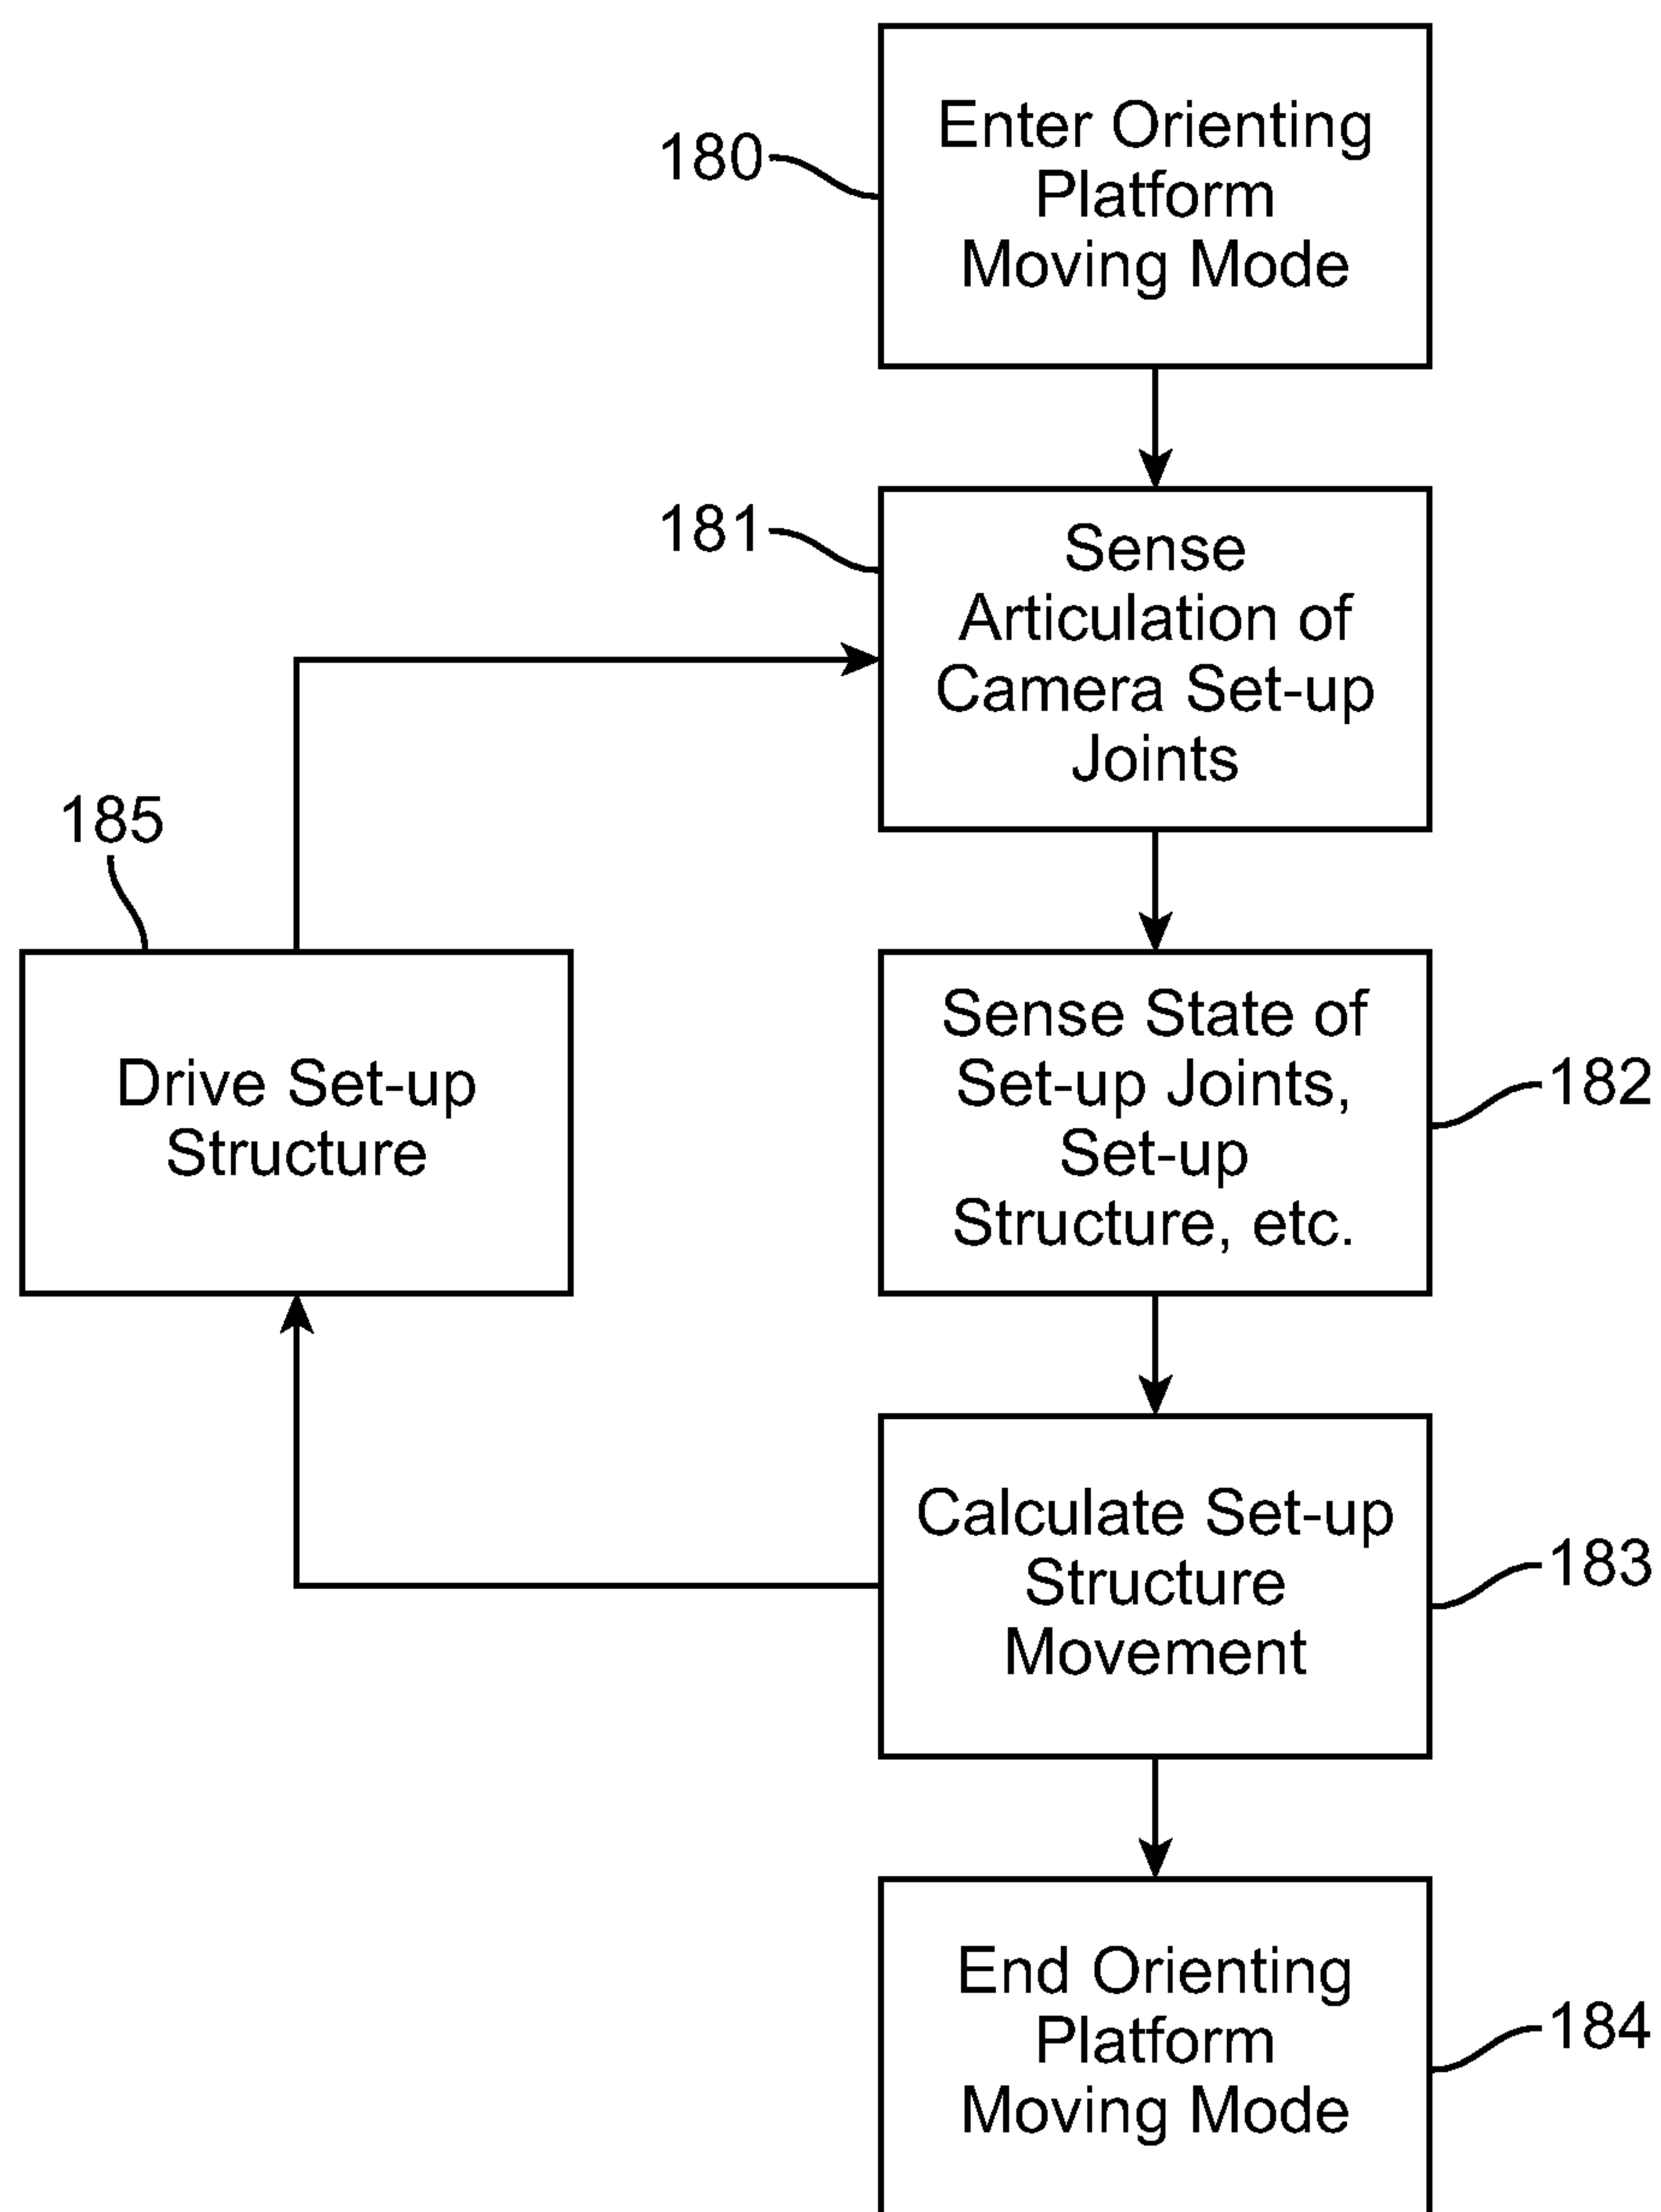 180
Enter Orienting
Platform
Moving Mode
181
Sense
Articulation of
Camera Set-up
Joints
185
Drive Set-up
Structure
Sense State of
Set-up Joints,
Set-up
Structure, etc.
182
Calculate Set-up
Structure
Movement
183
End Orienting
Platform
Moving Mode
184